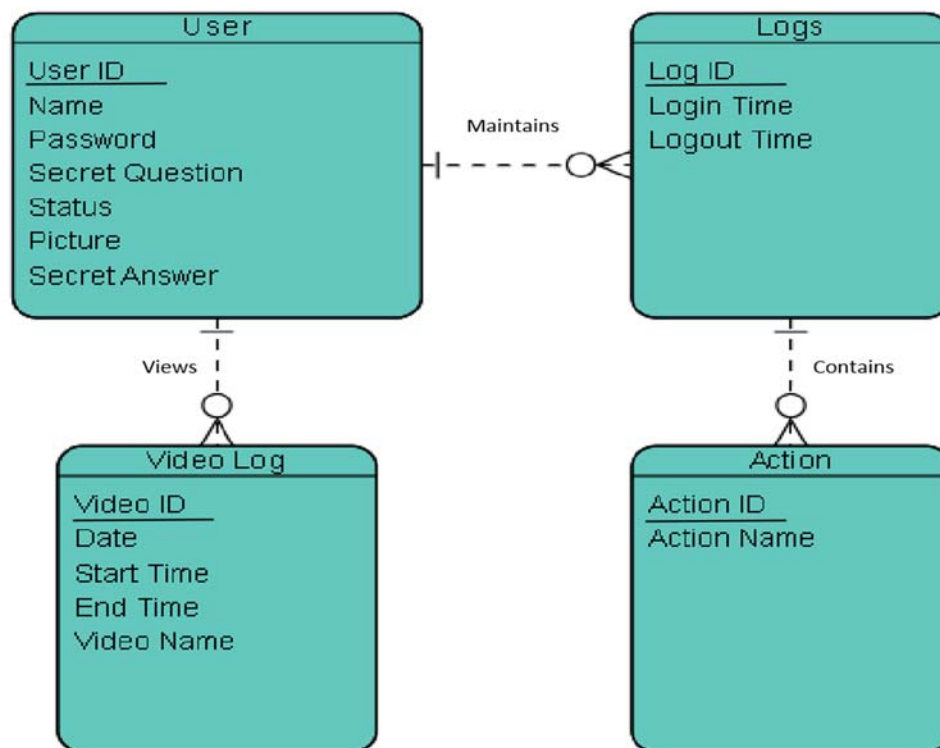 User
User ID
Name
Password
Secret Question
Status
Picture
Secret Answer
Maintains
Logs
Log ID
Login Time
Logout Time
Views
Contains
Video Log
Video ID
Date
Start Time
End Time
Video Name
Action
Action ID
Action Name